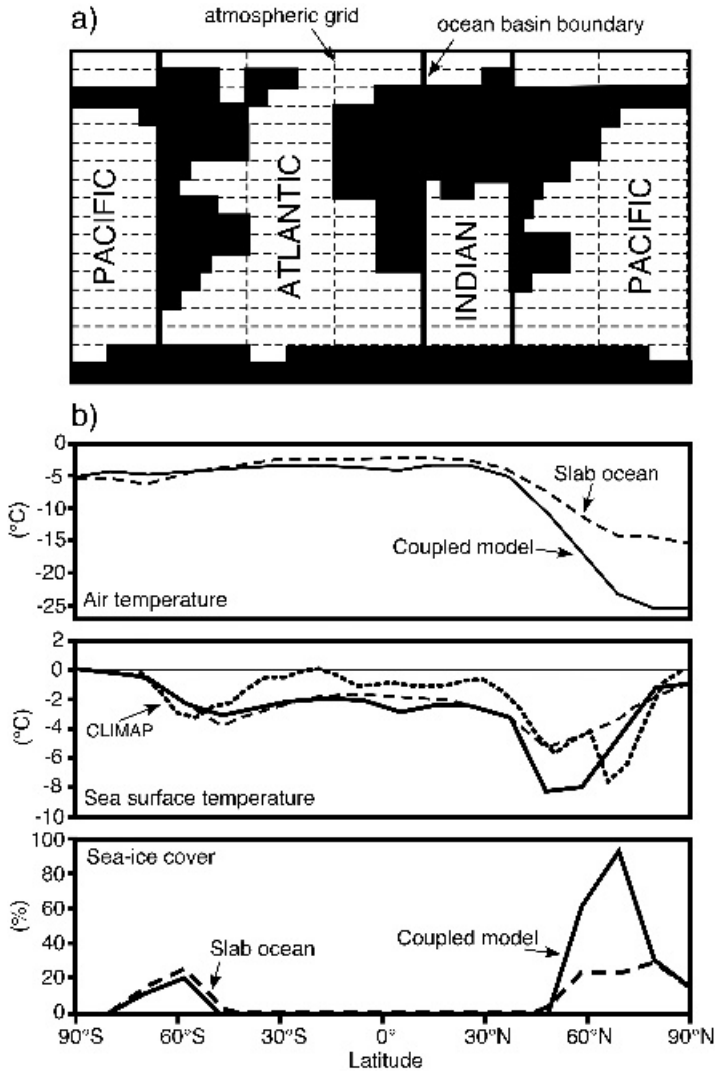 a)
atmospheric grid
ocean basin boundary
PACIFIC
ATLANTIC
INDIAN
PACIFIC
b)
0
-5
-10
-15
-20
-25
(°C)
Slab ocean
Coupled model
Air temperature
2
0
-2
-4
-6
-8
-10
(°C)
CLIMAP
Sea surface temperature
100
80
60
40
20
0
(%)
Sea-ice cover
Slab ocean
Coupled model
90°S 60°S 30°S 0° 30°N 60°N 90°N
Latitude